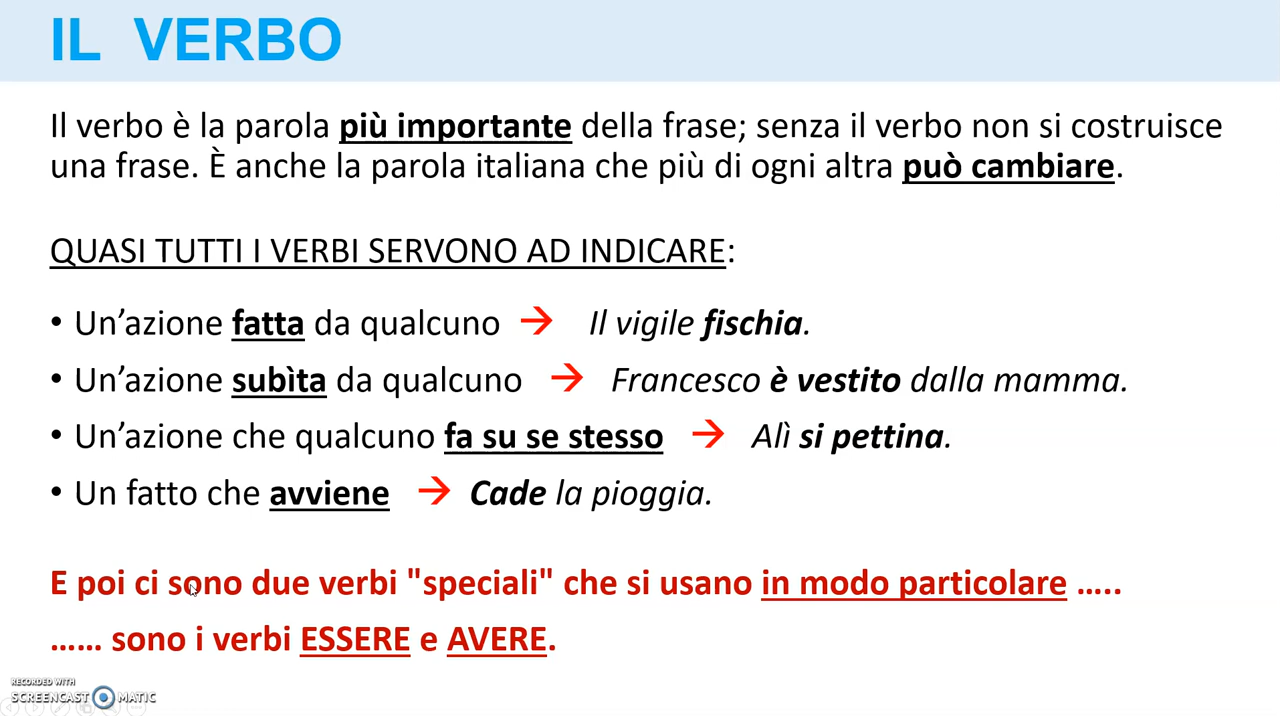 IL VERBO
Il verbo è la parola più importante della frase; senza il verbo non si costruisce
una frase. È anche la parola italiana che più di ogni altra può cambiare.
QUASI TUTTI I VERBI SERVONO AD INDICARE:
• Un’azione fatta da qualcuno → Il vigile fischia.
• Un’azione subìta da qualcuno → Francesco è vestito dalla mamma.
• Un’azione che qualcuno fa su se stesso → Alì si pettina.
• Un fatto che avviene → Cade la pioggia.
E poi ci sono due verbi "speciali" che si usano in modo particolare …..
…… sono i verbi ESSERE e AVERE.
RECORDED WITH
SCREENCAST MATIC